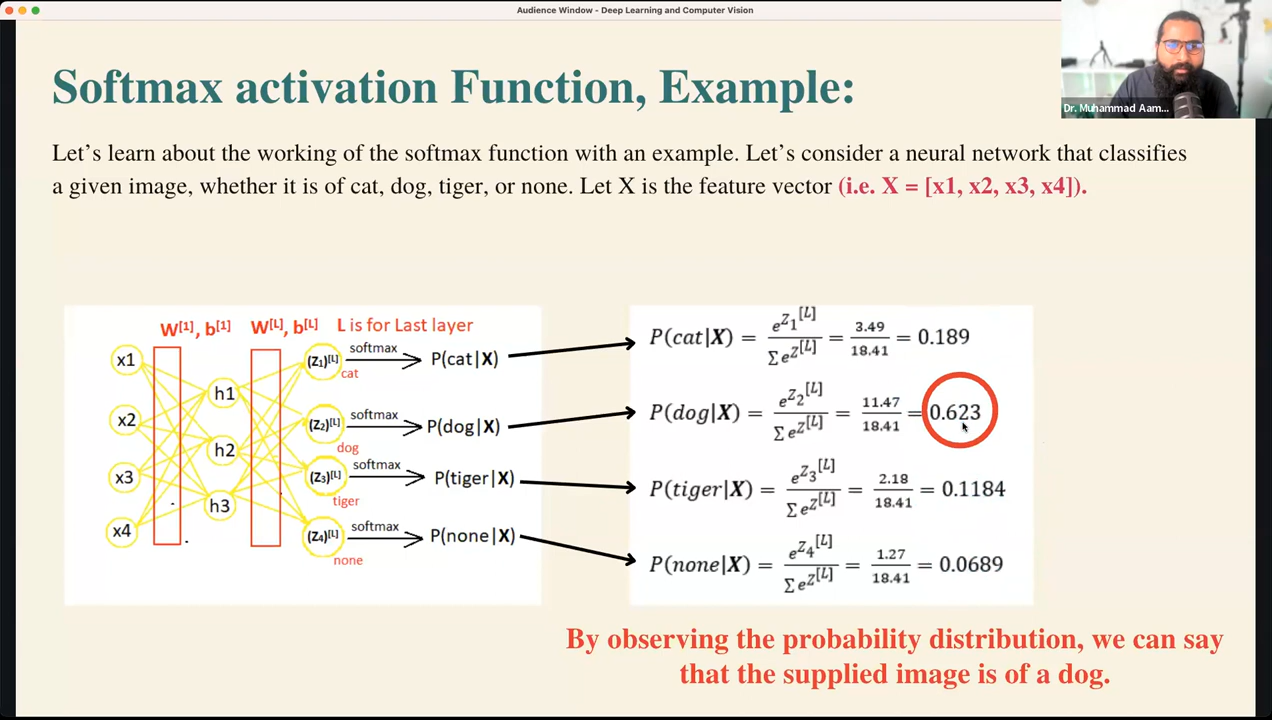 Audience Window - Deep Learning and Computer Vision
Dr. Muhammad Aam...
Softmax activation Function, Example:
Let’s learn about the working of the softmax function with an example. Let’s consider a neural network that classifies
a given image, whether it is of cat, dog, tiger, or none. Let X is the feature vector (i.e. X = [x1, x2, x3, x4]).
W[1], b[1] W[L], b[L] L is for Last layer
x1
x2
x3
x4
h1
h2
h3
(Z₁)[L] softmax P(cat|X)
cat
(Z₂)[L] softmax P(dog|X)
dog
(Z₃)[L] softmax P(tiger|X)
tiger
(Z₄)[L] softmax P(none|X)
none
P(cat|X) = e^Z₁^[L] / Σ e^Z^[L] = 3.49 / 18.41 = 0.189
P(dog|X) = e^Z₂^[L] / Σ e^Z^[L] = 11.47 / 18.41 = 0.623
P(tiger|X) = e^Z₃^[L] / Σ e^Z^[L] = 2.18 / 18.41 = 0.1184
P(none|X) = e^Z₄^[L] / Σ e^Z^[L] = 1.27 / 18.41 = 0.0689
By observing the probability distribution, we can say
that the supplied image is of a dog.